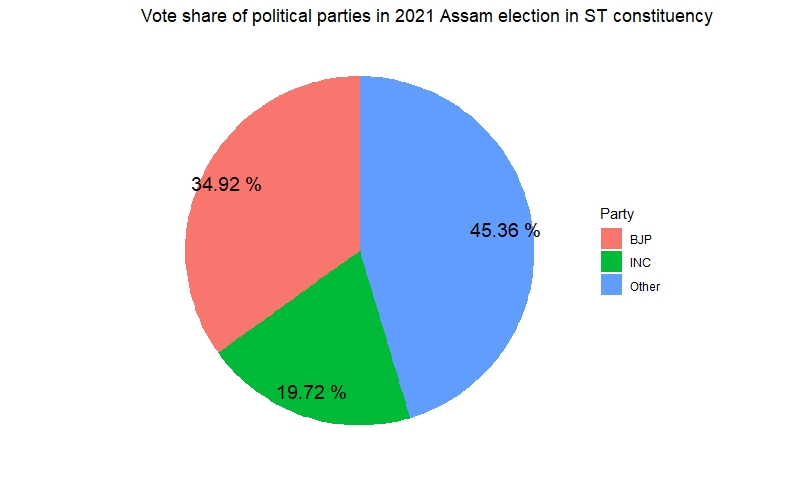 Vote share of political parties in 2021 Assam election in ST constituency
34.92 %
45.36 %
19.72 %
Party
BJP
INC
Other